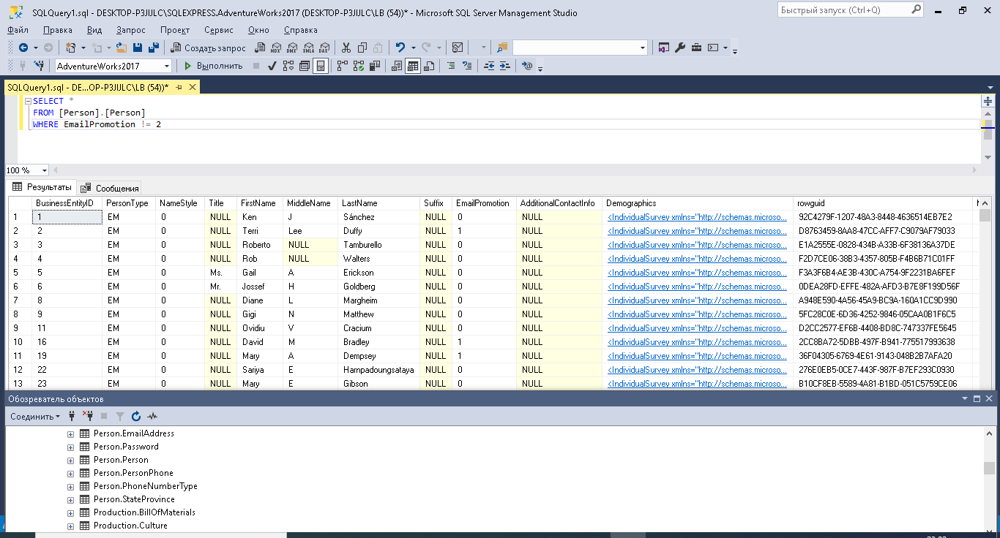 SQLQuery1.sql - DESKTOP-P3JIJLC\SQLEXPRESS.AdventureWorks2017 (DESKTOP-P3JIJLC\LB (54))* - Microsoft SQL Server Management Studio
Быстрый запуск (Ctrl+Q)
Файл Правка Вид Запрос Проект Сервис Окно Справка
Создать запрос MDX DMX XMLA DAX
AdventureWorks2017 Выполнить
SQLQuery1.sql - DE...OP-P3JIJLC\LB (54))*
SELECT *
FROM [Person].[Person]
WHERE EmailPromotion != 2
100 %
Результаты Сообщения
BusinessEntityID PersonType NameStyle Title FirstName MiddleName LastName Suffix EmailPromotion AdditionalContactInfo Demographics rowguid
1 1 EM 0 NULL Ken J Sánchez NULL 0 NULL <IndividualSurvey xmlns="http://schemas.microso... 92C4279F-1207-48A3-8448-4636514EB7E2
2 2 EM 0 NULL Terri Lee Duffy NULL 1 NULL <IndividualSurvey xmlns="http://schemas.microso... D8763459-8AA8-47CC-AFF7-C9079AF79033
3 3 EM 0 NULL Roberto NULL Tamburello NULL 0 NULL <IndividualSurvey xmlns="http://schemas.microso... E1A2555E-0828-434B-A33B-6F38136A37DE
4 4 EM 0 NULL Rob NULL Walters NULL 0 NULL <IndividualSurvey xmlns="http://schemas.microso... F2D7CE06-38B3-4357-805B-F4B6B71C01FF
5 5 EM 0 Ms. Gail A Erickson NULL 0 NULL <IndividualSurvey xmlns="http://schemas.microso... F3A3F6B4-AE3B-430C-A754-9F2231BA6FEF
6 6 EM 0 Mr. Jossef H Goldberg NULL 0 NULL <IndividualSurvey xmlns="http://schemas.microso... 0DEA28FD-EFFE-482A-AFD3-B7E8F199D56F
7 8 EM 0 NULL Diane L Margheim NULL 0 NULL <IndividualSurvey xmlns="http://schemas.microso... A948E590-4A56-45A9-BC9A-160A1CC9D990
8 9 EM 0 NULL Gigi N Matthew NULL 0 NULL <IndividualSurvey xmlns="http://schemas.microso... 5FC28C0E-6D36-4252-9846-05CAA0B1F6C5
9 11 EM 0 NULL Ovidiu V Cracium NULL 0 NULL <IndividualSurvey xmlns="http://schemas.microso... D2CC2577-EF6B-4408-BD8C-747337FE5645
10 16 EM 0 NULL David M Bradley NULL 1 NULL <IndividualSurvey xmlns="http://schemas.microso... 2CC8BA72-5DBB-497F-B941-775517993638
11 19 EM 0 NULL Mary A Dempsey NULL 1 NULL <IndividualSurvey xmlns="http://schemas.microso... 36F04305-6769-4E61-9143-048B2B7AFA20
12 22 EM 0 NULL Sariya E Harnpadoungsataya NULL 0 NULL <IndividualSurvey xmlns="http://schemas.microso... 276E0EB5-0CE7-443F-987F-B7EF293C0930
13 23 EM 0 NULL Mary E Gibson NULL 0 NULL <IndividualSurvey xmlns="http://schemas.microso... B10CF8EB-5589-4A81-B1BD-051C5759CE06
Обозреватель объектов
Соединить
Person.EmailAddress
Person.Password
Person.Person
Person.PersonPhone
Person.PhoneNumberType
Person.StateProvince
Production.BillOfMaterials
Production.Culture